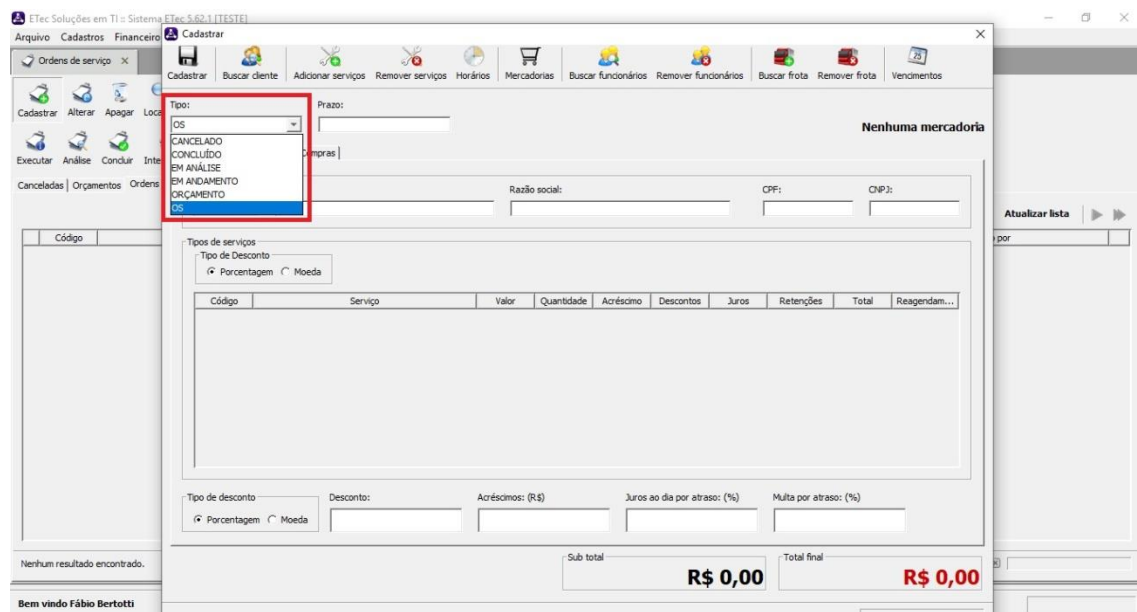 ETec Soluções em TI :: Sistema ETec 5.62.1 [TESTE]
Arquivo Cadastros Financeiro
Ordens de serviço
Cadastrar Alterar Apagar
Executar Análise Concluir
Canceladas Orçamentos Ordens
Código
Nenhum resultado encontrado.
Bem vindo Fábio Bertotti
Cadastrar
Cadastrar Buscar cliente Adicionar serviços Remover serviços Horários Mercadorias Buscar funcionários Remover funcionários Buscar frota Remover frota Vencimentos
Tipo: Prazo:
OS
Nenhuma mercadoria
CANCELADO
CONCLUÍDO
EM ANÁLISE
EM ANDAMENTO
ORÇAMENTO
OS
Razão social: CPF: CNPJ:
Tipos de serviços
Tipo de Desconto
Porcentagem Moeda
Código Serviço Valor Quantidade Acréscimo Descontos Juros Retenções Total Reagendam...
Tipo de desconto Desconto: Acréscimos: (R$) Juros ao dia por atraso: (%) Multa por atraso: (%)
Porcentagem Moeda
Sub total Total final
R$ 0,00 R$ 0,00
Atualizar lista
por